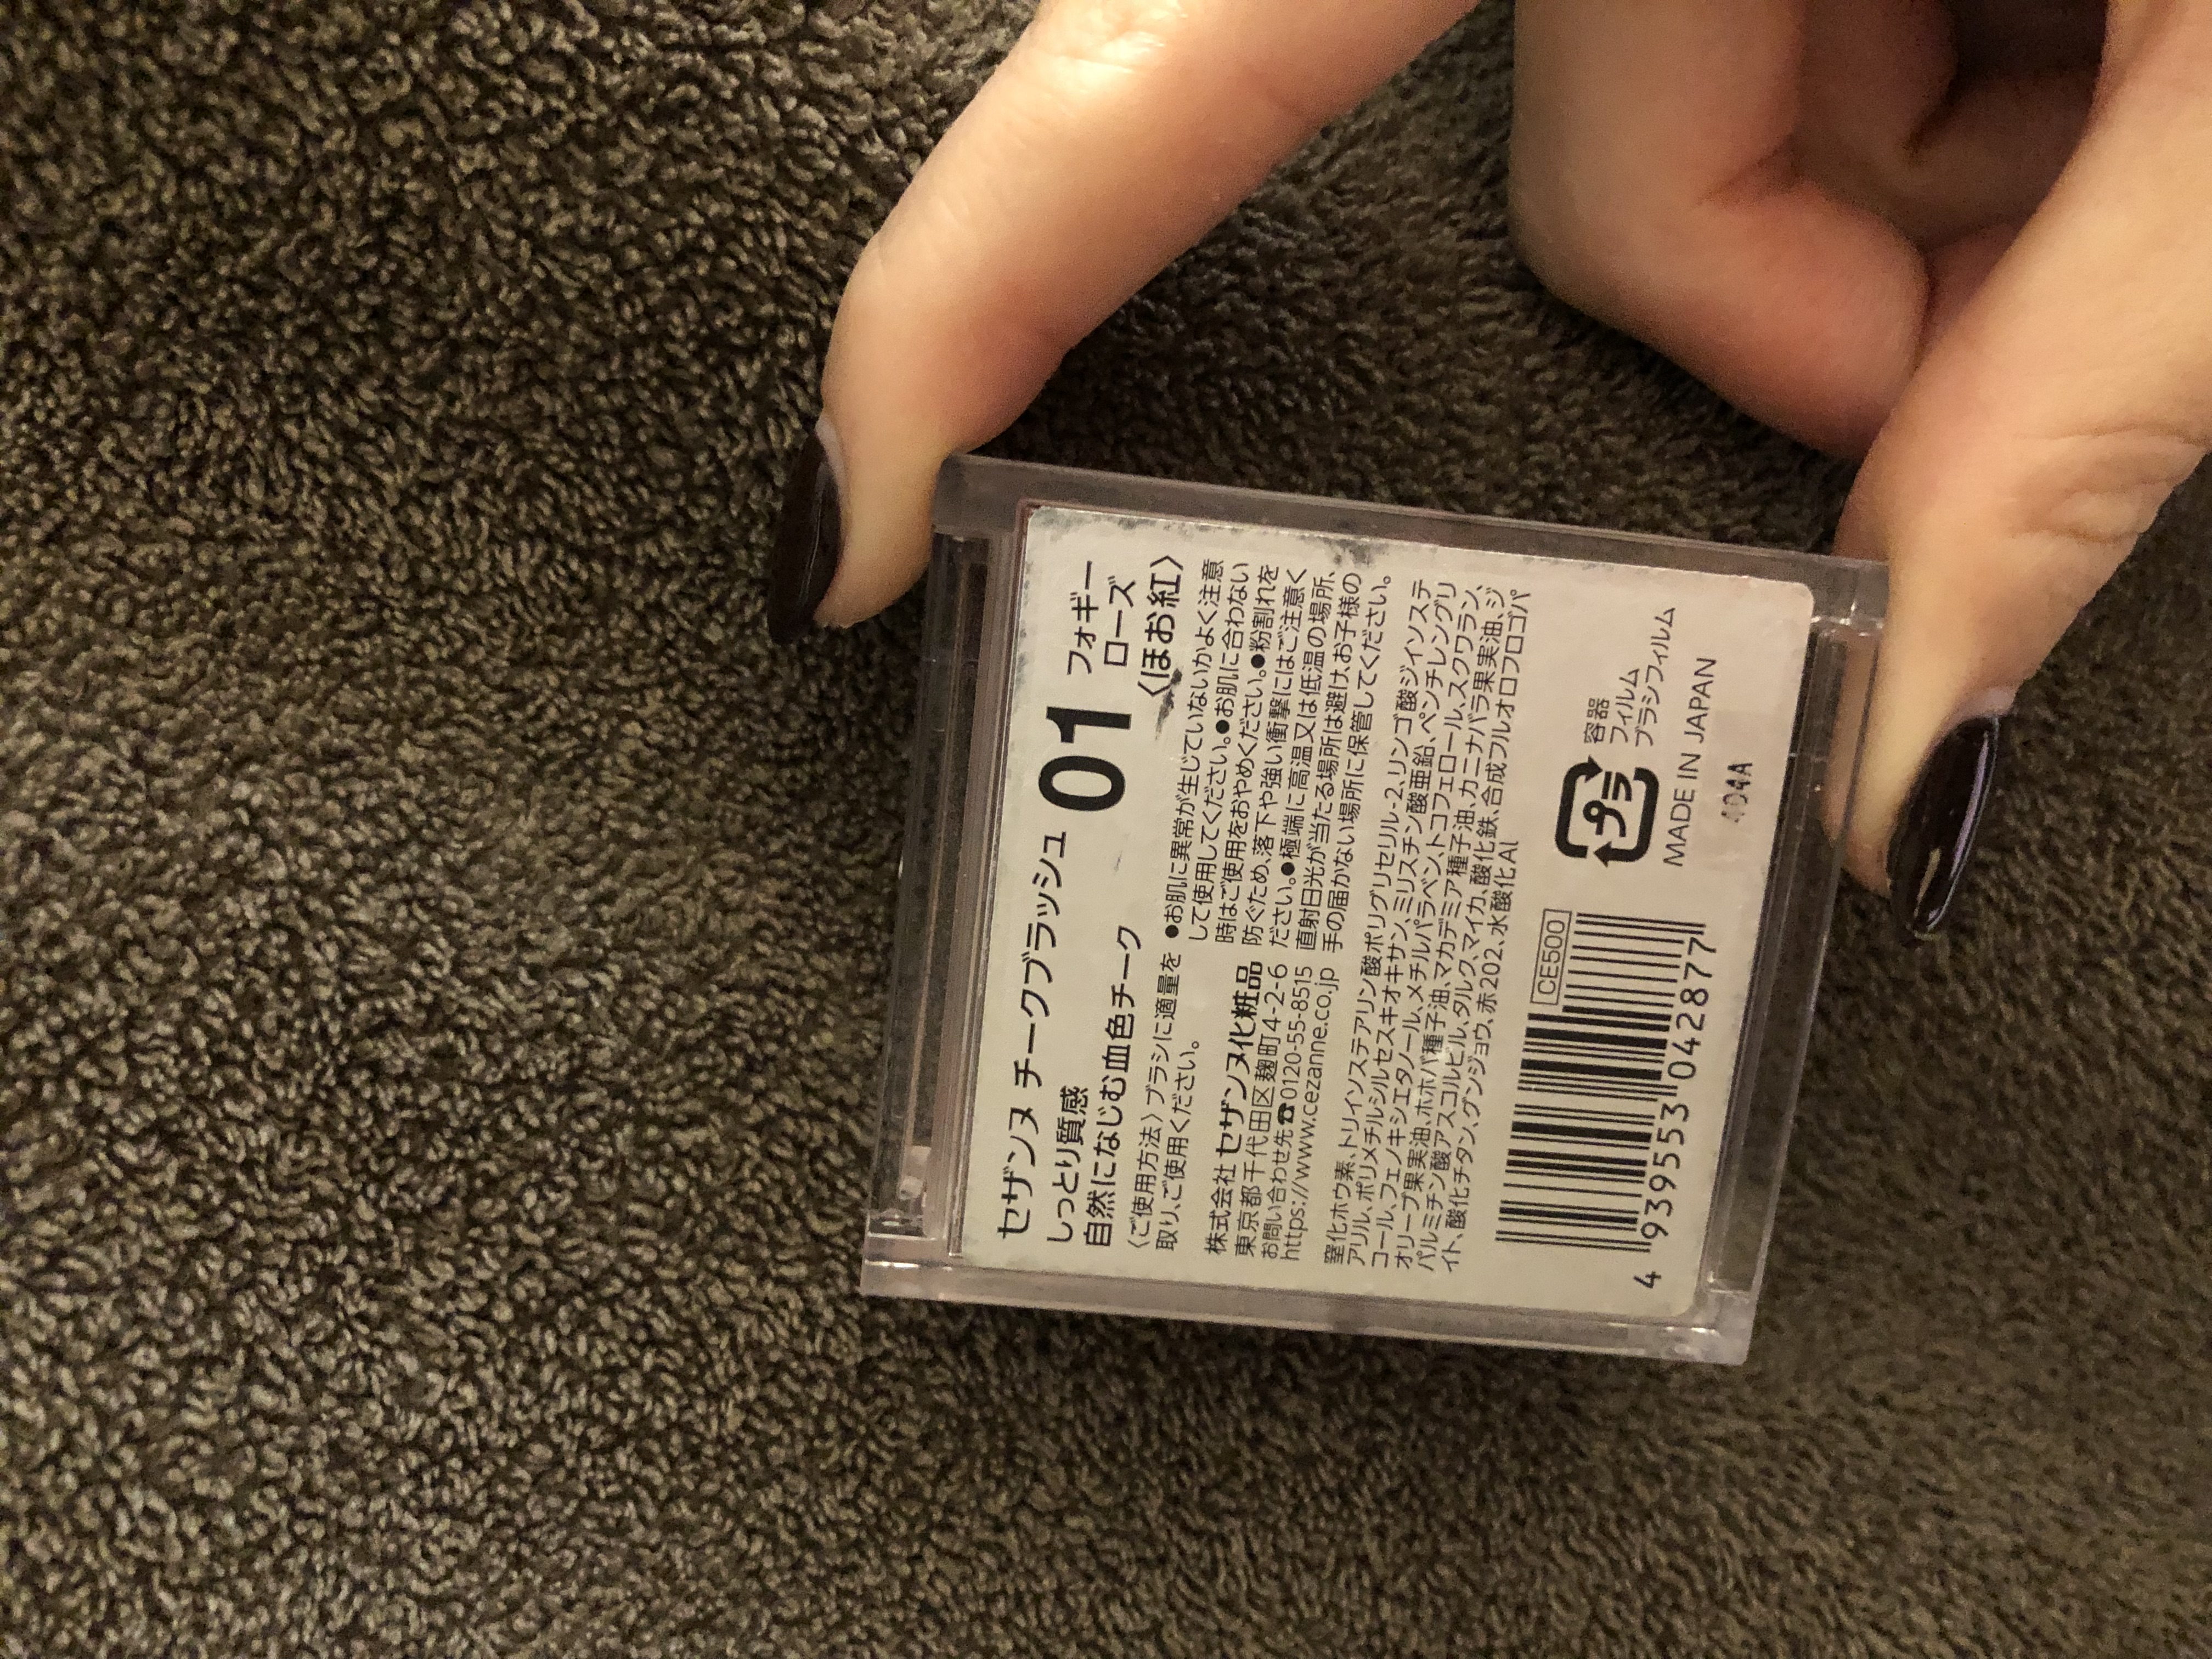 セザンヌ チークブラッシュ
しっとり質感
自然になじむ血色チーク
01
フォギー
ローズ
〈ほお紅〉
〈ご使用方法〉ブラシに適量を
取り、ご使用ください。
株式会社 セザンヌ化粧品
東京都千代田区麹町4-2-6
お問い合わせ先☎0120-55-8515
https://www.cezanne.co.jp
●お肌に異常が生じていないかよく注意
して使用してください。●お肌に合わない
時はご使用をおやめください。●粉割れを
防ぐため、落下や強い衝撃にはご注意く
ださい。●極端に高温又は低温の場所、
直射日光が当たる場所は避け、お子様の
手の届かない場所に保管してください。
窒化ホウ素、トリイソステアリン酸ポリグリセリル-2、リンゴ酸ジイソステ
アリル、ポリメチルシルセスキオキサン、ミリスチン酸亜鉛、ペンチレングリ
コール、フェノキシエタノール、メチルパラベン、トコフェロール、スクワラン、
オリーブ果実油、ホホバ種子油、マカデミア種子油、カニナバラ果実油、ジ
パルミチン酸アスコルビル、タルク、マイカ、酸化鉄、合成フルオロフロゴパ
イト、酸化チタン、グンジョウ、赤202、水酸化Al
CE500
4 939553 042877
プラ
容器
フィルム
ブラシフィルム
MADE IN JAPAN
404A